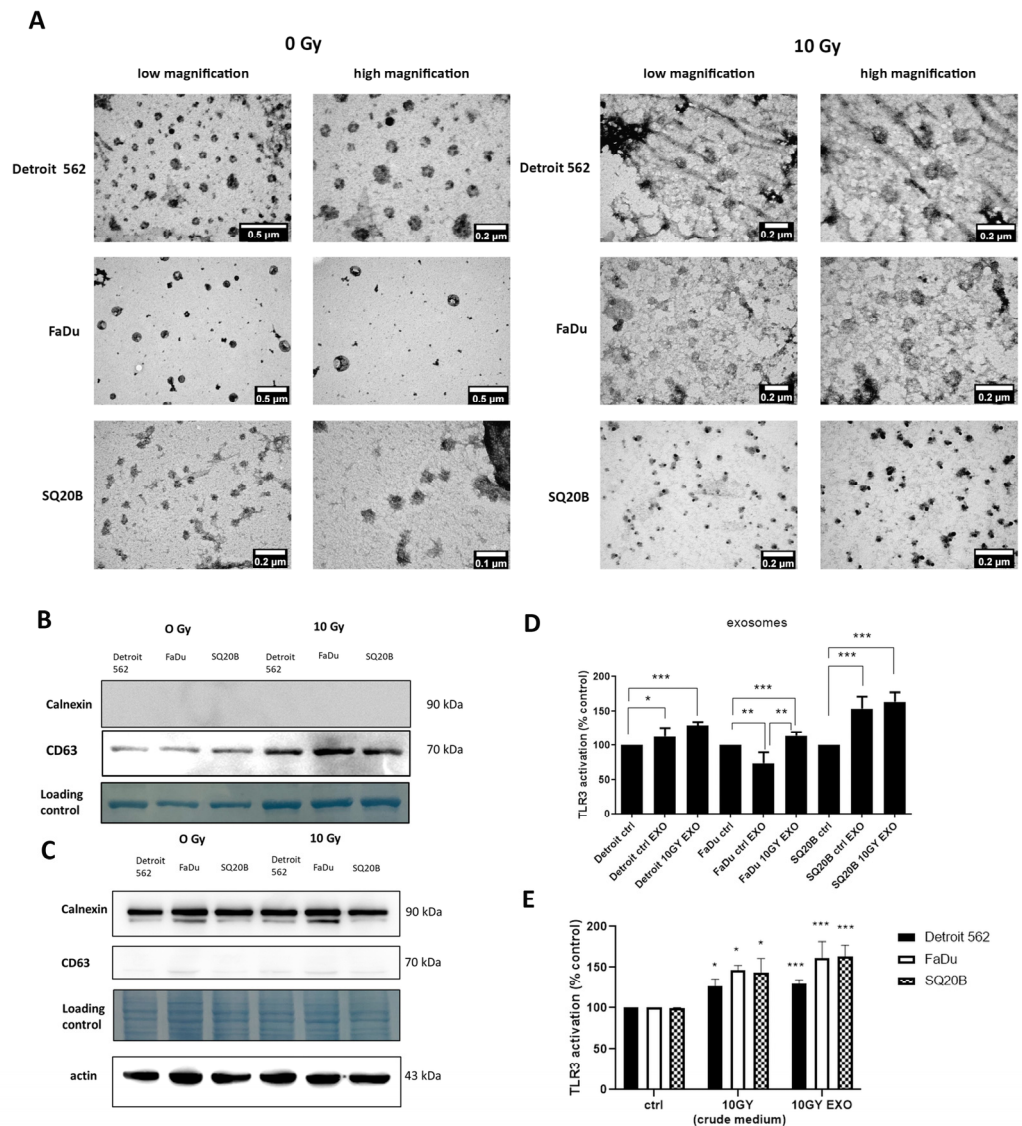 A
0 Gy
10 Gy
low magnification
high magnification
low magnification
high magnification
Detroit 562
0.5 µm
0.2 µm
Detroit 562
0.2 µm
0.2 µm
FaDu
0.5 µm
0.5 µm
FaDu
0.2 µm
0.2 µm
SQ20B
0.2 µm
0.1 µm
SQ20B
0.2 µm
0.2 µm
B
0 Gy
10 Gy
Detroit
562
FaDu
SQ20B
Detroit
562
FaDu
SQ20B
Calnexin
90 kDa
CD63
70 kDa
Loading
control
C
0 Gy
10 Gy
Detroit
562
FaDu
SQ20B
Detroit
562
FaDu
SQ20B
Calnexin
90 kDa
CD63
70 kDa
Loading
control
actin
43 kDa
D
exosomes
TLR3 activation (% control)
200
150
100
50
0
*
***
**
***
**
***
***
Detroit ctrl
Detroit ctrl EXO
Detroit 10GY EXO
FaDu ctrl
FaDu ctrl EXO
FaDu 10GY EXO
SQ20B ctrl
SQ20B ctrl EXO
SQ20B 10GY EXO
E
TLR3 activation (% control)
200
150
100
50
0
*
*
*
***
***
***
ctrl
10GY
(crude medium)
10GY EXO
Detroit 562
FaDu
SQ20B